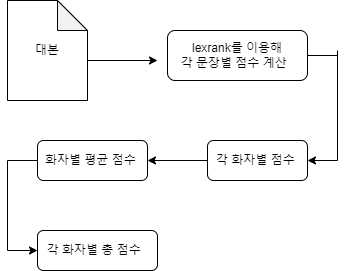 대본
lexrank를 이용해
각 문장별 점수 계산
각 화자별 점수
화자별 평균 점수
각 화자별 총 점수